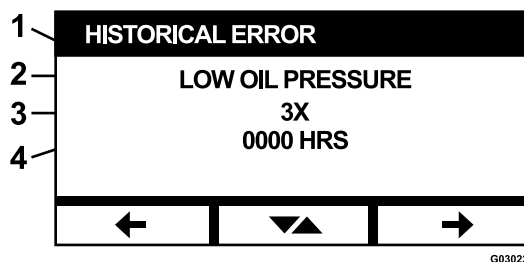 1
HISTORICAL ERROR
2
LOW OIL PRESSURE
3
3X
4
0000 HRS